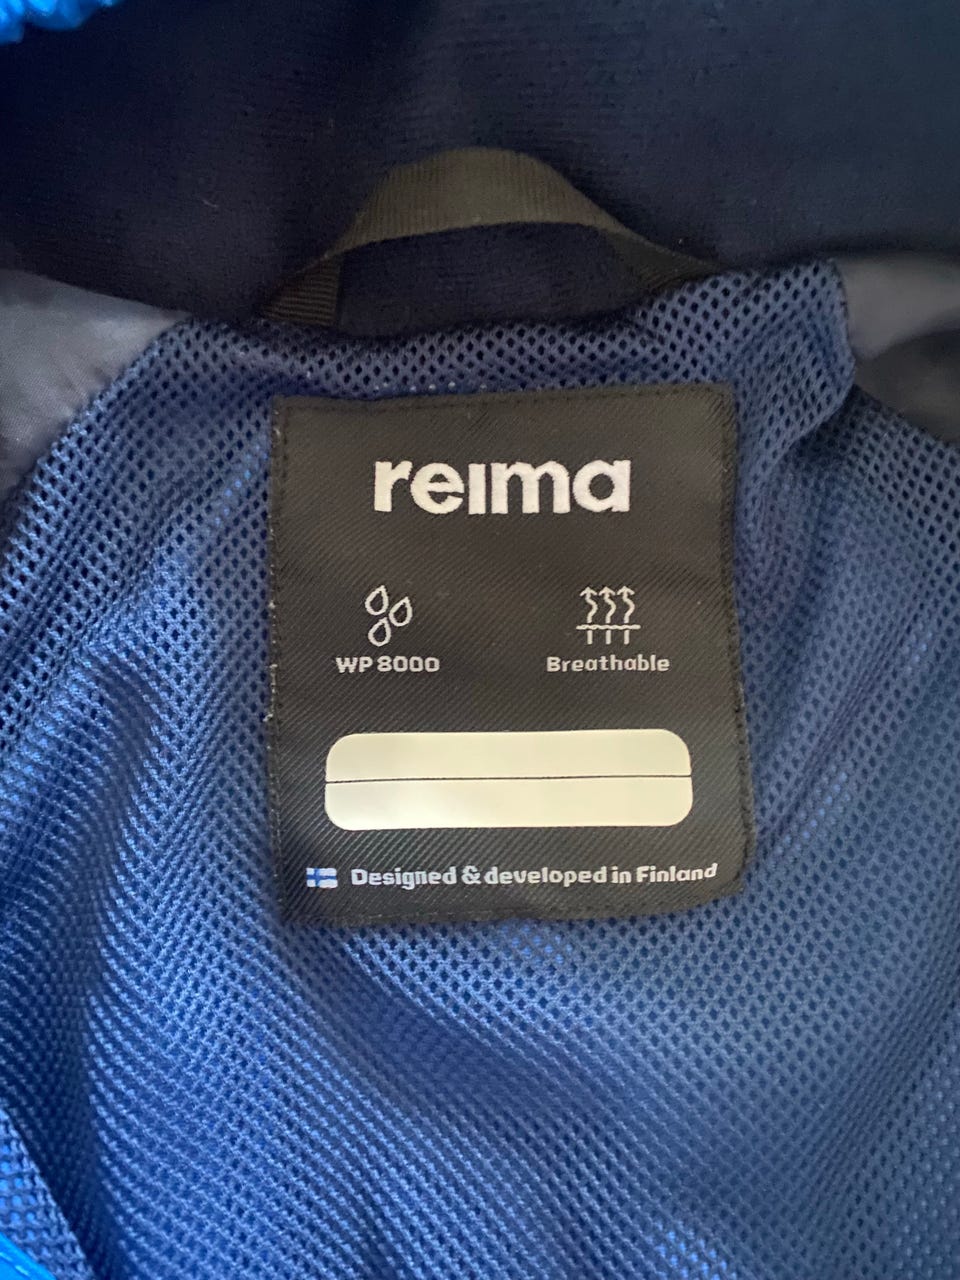 reima
WP 8000
Breathable
Designed & developed in Finland